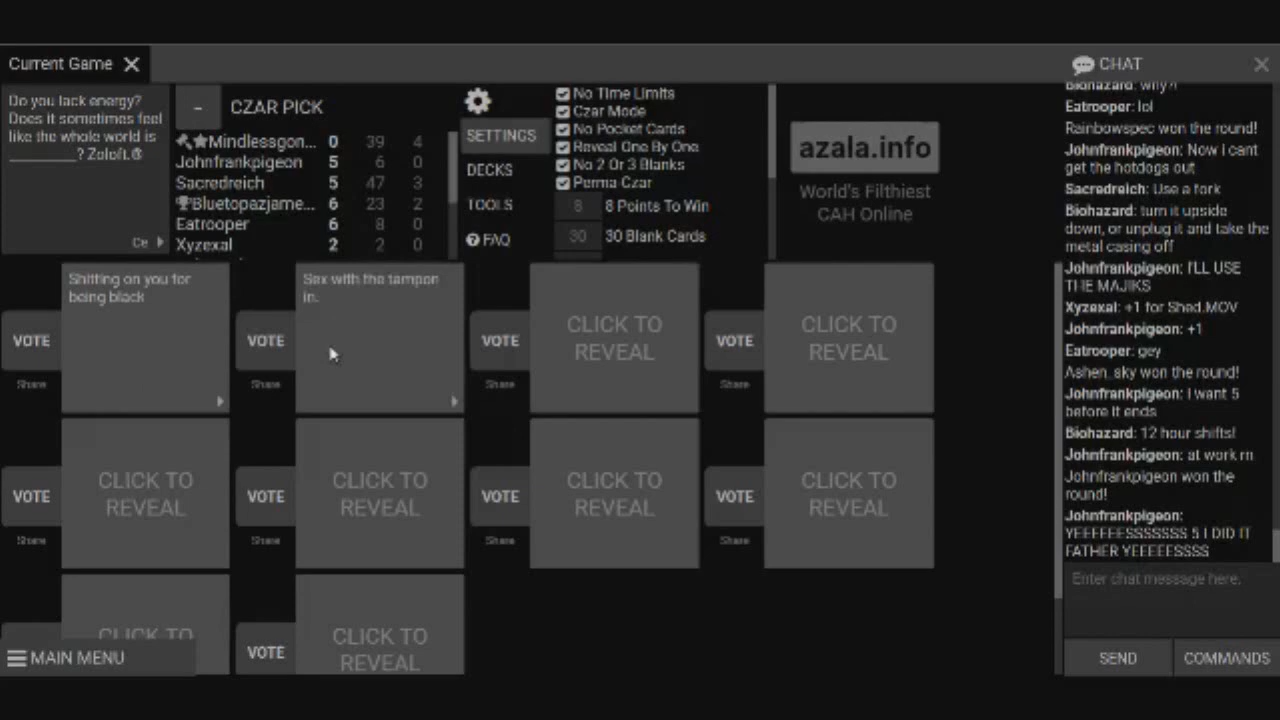 Current Game
CHAT
Do you lack energy?
Does it sometimes feel
like the whole world is
_________? Zoloft.®
Ce
-
CZAR PICK
Mindlessgon... 0 39 4
Johnfrankpigeon 5 6 0
Sacredreich 5 47 3
Bluetopazjame... 6 23 2
Eatrooper 6 8 0
Xyzexal 2 2 0
SETTINGS
DECKS
TOOLS
FAQ
No Time Limits
Czar Mode
No Pocket Cards
Reveal One By One
No 2 Or 3 Blanks
Perma Czar
8 8 Points To Win
30 30 Blank Cards
azala.info
World's Filthiest
CAH Online
VOTE
Share
Shitting on you for
being black
VOTE
Share
Sex with the tampon
in.
VOTE
Share
CLICK TO
REVEAL
VOTE
Share
CLICK TO
REVEAL
VOTE
Share
CLICK TO
REVEAL
VOTE
Share
CLICK TO
REVEAL
VOTE
Share
CLICK TO
REVEAL
VOTE
Share
CLICK TO
REVEAL
CLICK TO
VOTE
CLICK TO
REVEAL
MAIN MENU
Biohazard: why?!
Eatrooper: lol
Rainbowspec won the round!
Johnfrankpigeon: Now i cant
get the hotdogs out
Sacredreich: Use a fork
Biohazard: turn it upside
down, or unplug it and take the
metal casing off
Johnfrankpigeon: I'LL USE
THE MAJIKS
Xyzexal: +1 for Shed.MOV
Johnfrankpigeon: +1
Eatrooper: gey
Ashen_sky won the round!
Johnfrankpigeon: I want 5
before it ends
Biohazard: 12 hour shifts!
Johnfrankpigeon: at work rn
Johnfrankpigeon won the
round!
Johnfrankpigeon:
YEEEEEESSSSSSS 5 I DID IT
FATHER YEEEEESSSS
Enter chat message here.
SEND
COMMANDS